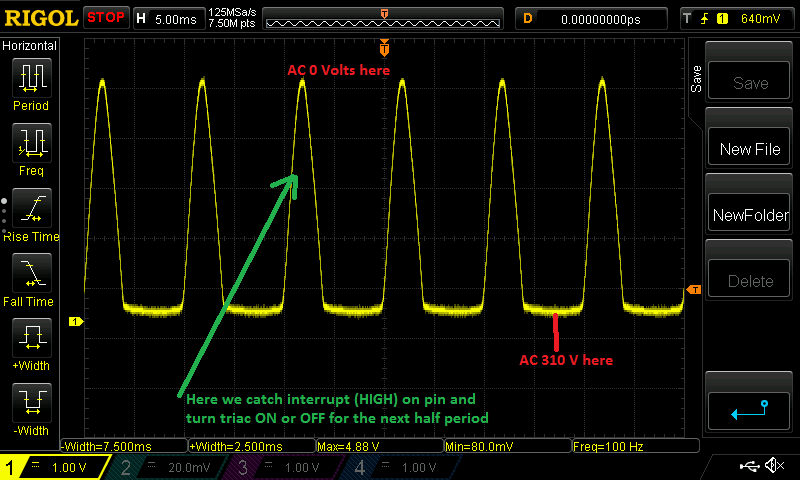 RIGOL STOP H 5.00ms 125MSa/s 7.50M pts T D 0.00000000ps T 1 640mV
Horizontal
Period
Freq
Rise Time
Fall Time
+Width
-Width
AC 0 Volts here
AC 310 V here
Here we catch interrupt (HIGH) on pin and
turn triac ON or OFF for the next half period
T
1
Save
Save
New File
NewFolder
Delete
-Width=7.500ms +Width=2.500ms Max=4.88 V Min=80.0mV Freq=100 Hz
1 1.00 V 2 20.0mV 3 1.00 V 4 1.00 V